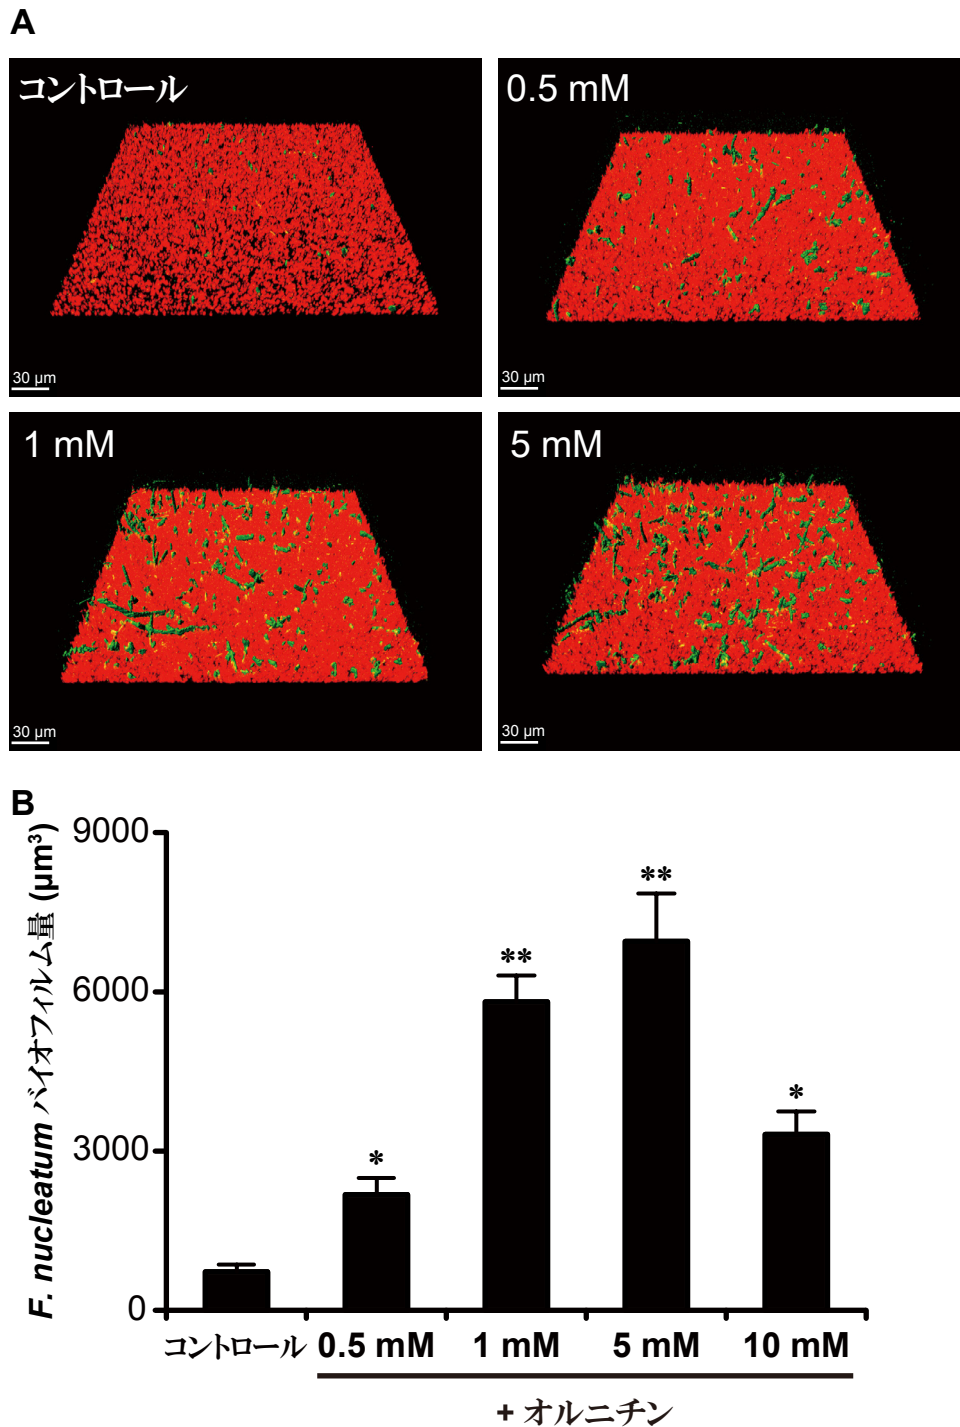 A
コントロール
0.5 mM
30 µm
30 µm
1 mM
5 mM
30 µm
30 µm
B
F. nucleatum バイオフィルム量 (µm³)
9000
6000
3000
0
**
**
*
*
コントロール 0.5 mM 1 mM 5 mM 10 mM
+ オルニチン